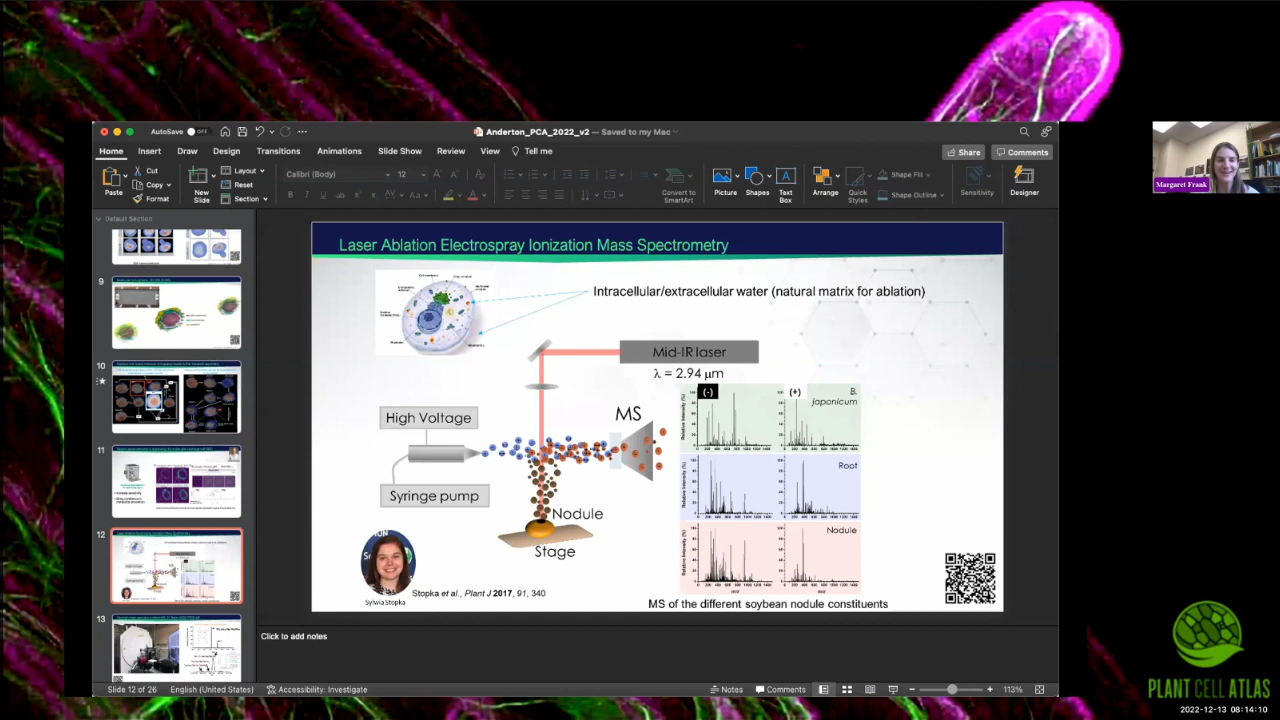 AutoSave OFF
Anderton_PCA_2022_v2 — Saved to my Mac
Home Insert Draw Design Transitions Animations Slide Show Review View Tell me
Share Comments
Paste
Cut
Copy
Format
New Slide
Layout
Reset
Section
Calibri (Body) 12
Convert to SmartArt
Picture
Shapes
Text Box
Arrange
Quick Styles
Shape Fill
Shape Outline
Sensitivity
Designer
Margaret Frank
Default Section
9
10
11
12
13
Laser Ablation Electrospray Ionization Mass Spectrometry
Intracellular/extracellular water (natural matrix for ablation)
Mid-IR laser
λ = 2.94 µm
High Voltage
MS
Syringe pump
Nodule
Stage
(-) (+)
B. japonicum
Root
Nodule
Relative Intensity (%)
m/z
Sylwia Stopka
Stopka et al., Plant J 2017, 91, 340
MS of the different soybean nodule constituents
Click to add notes
Slide 12 of 26 English (United States) Accessibility: Investigate
Notes Comments 113%
PLANT CELL ATLAS
2022-12-13 08:14:10